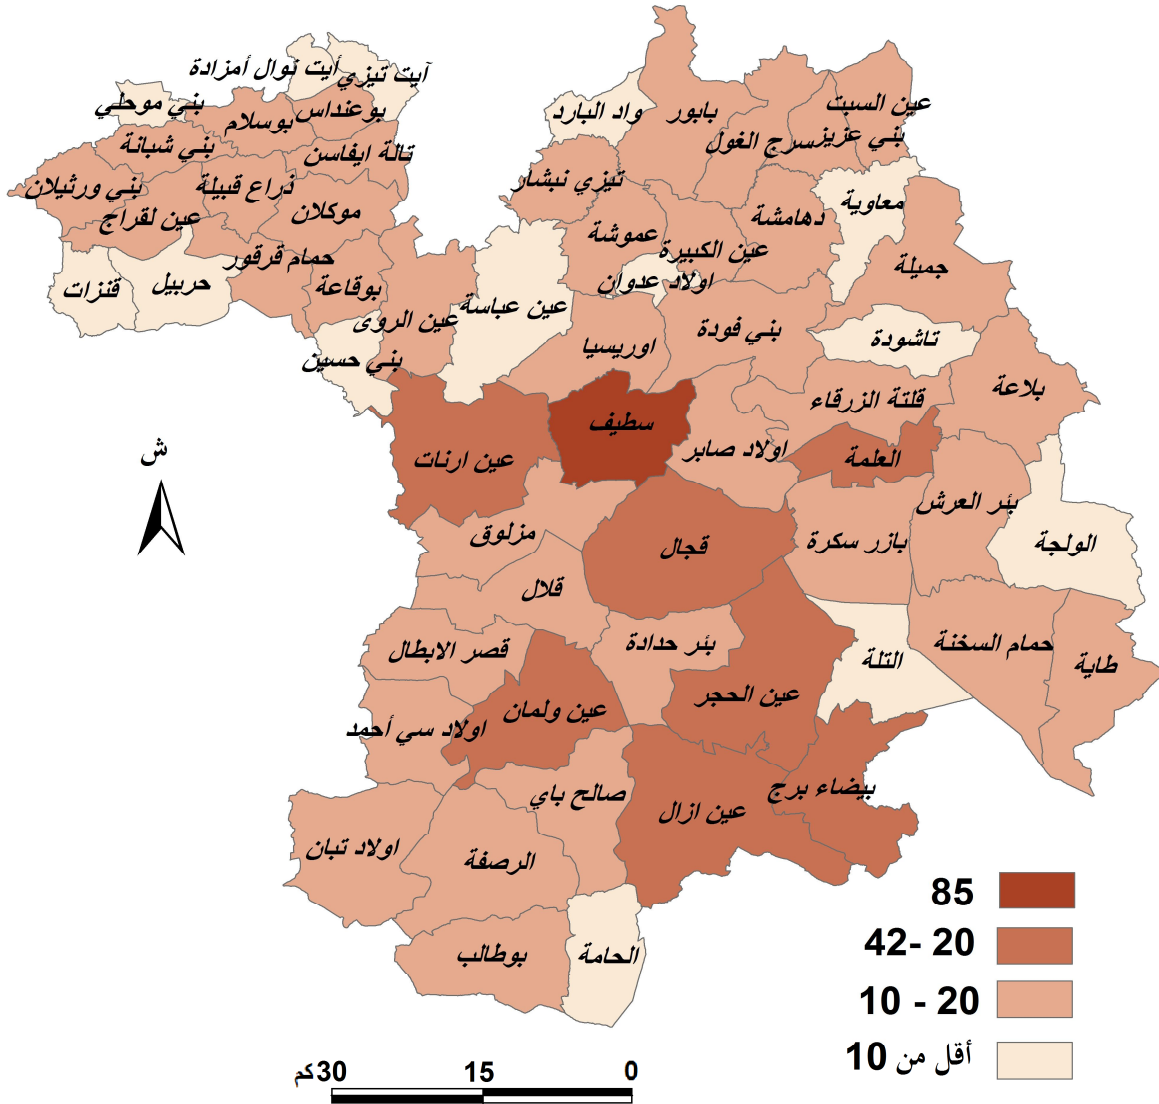 أيت نوال أمزادة
آيت تيزي
بني موحلي
بوسلام
بوعنداس
بني شبانة
تالة ايفاسن
بني ورثيلان
ذراع قبيلة
عين لقراج
موكلان
حمام قرقور
قنزات
حربيل
بوقاعة
عين الروى
بني حسين
عين عباسة
واد البارد
بابور
سرج الغول
عين السبت
بني عزيز
تيزي نبشار
عموشة
عين الكبيرة
دهامشة
معاوية
اولاد عدوان
جميلة
اوريسيا
بني فودة
تاشودة
بلاعة
قلتة الزرقاء
سطيف
عين ارنات
اولاد صابر
العلمة
بئر العرش
الولجة
مزلوق
قجال
بازر سكرة
قلال
قصر الابطال
بئر حدادة
التلة
حمام السخنة
طاية
عين الحجر
عين ولمان
اولاد سي أحمد
صالح باي
عين ازال
بيضاء برج
اولاد تبان
الرصفة
بوطالب
الحامة
ش
85
42- 20
10 - 20
أقل من 10
كم30 15 0